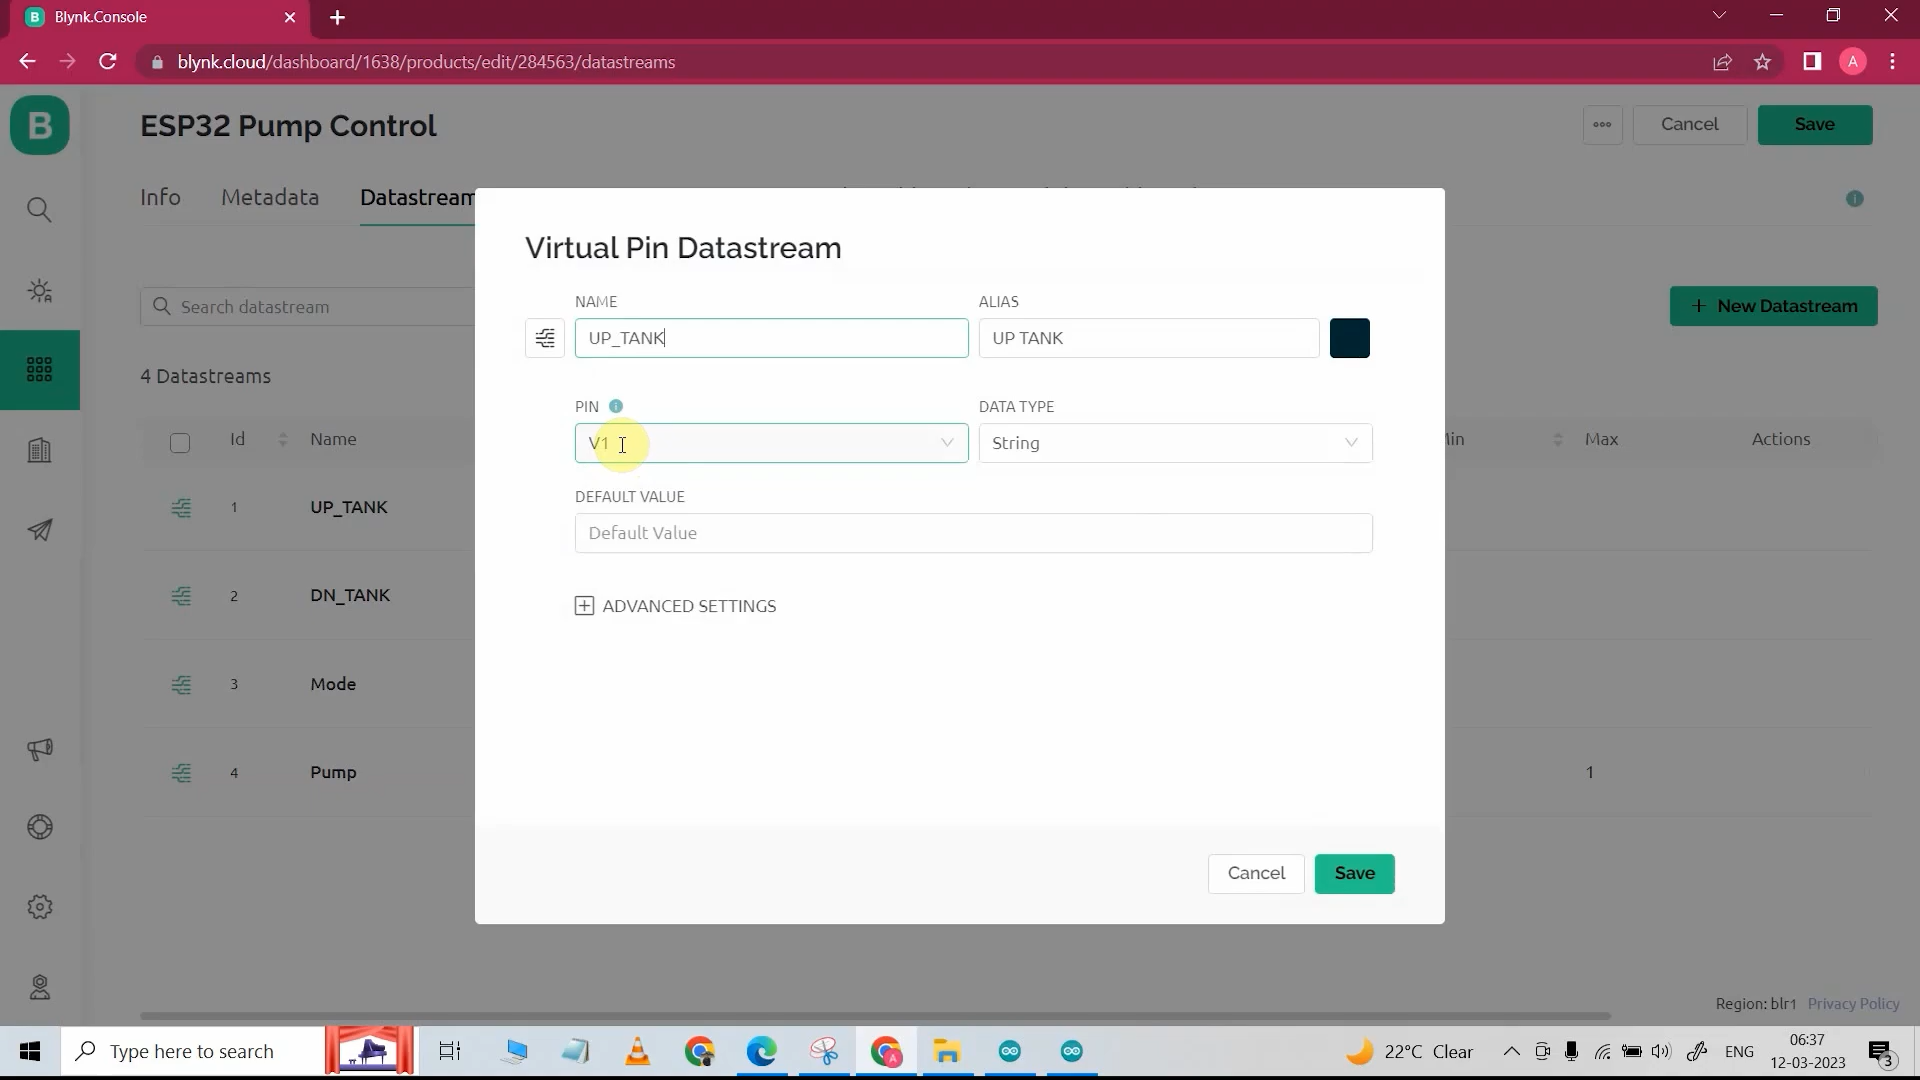 B Blynk.Console
blynk.cloud/dashboard/1638/products/edit/284563/datastreams
A
B
ESP32 Pump Control
Cancel
Save
Info
Metadata
Datastream
Virtual Pin Datastream
NAME
ALIAS
UP_TANK
UP TANK
Search datastream
+ New Datastream
4 Datastreams
PIN
DATA TYPE
V1
String
Id
Name
Max
Actions
DEFAULT VALUE
Default Value
1
UP_TANK
2
DN_TANK
ADVANCED SETTINGS
3
Mode
4
Pump
1
Cancel
Save
Region: blr1 Privacy Policy
Type here to search
A
22°C Clear
ENG
06:37
12-03-2023
3